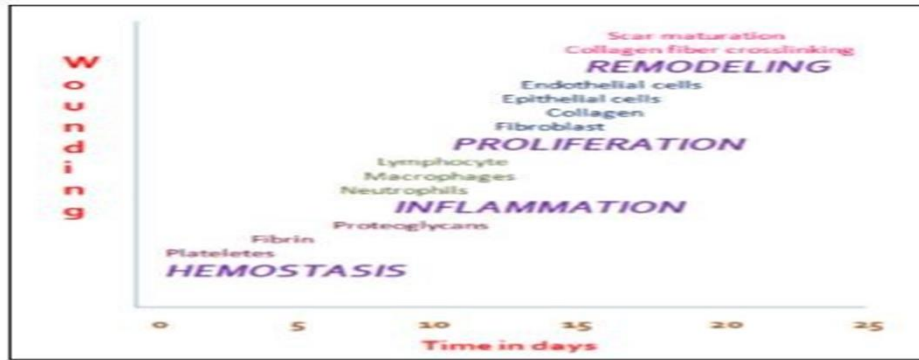 Wounding
Scar maturation
Collagen fiber crosslinking
REMODELING
Endothelial cells
Epithelial cells
Collagen
Fibroblast
PROLIFERATION
Lymphocyte
Macrophages
Neutrophils
INFLAMMATION
Proteoglycans
Fibrin
Plateletes
HEMOSTASIS
0 5 10 15 20 25
Time in days